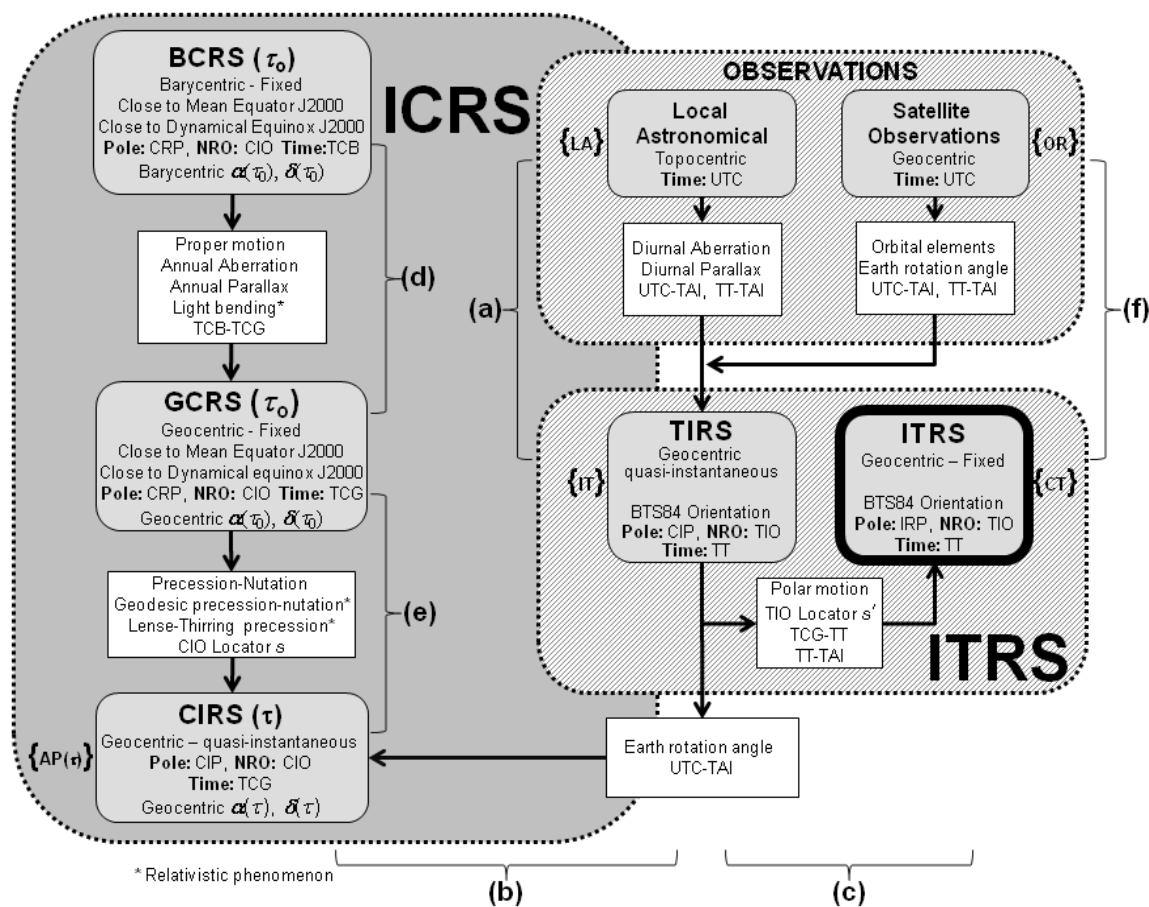 BCRS (τₒ)
Barycentric - Fixed
Close to Mean Equator J2000
Close to Dynamical Equinox J2000
Pole: CRP, NRO: CIO Time:TCB
Barycentric α(τ₀), δ(τ₀)
ICRS
Proper motion
Annual Aberration
Annual Parallax
Light bending*
TCB-TCG
(d)
GCRS (τₒ)
Geocentric - Fixed
Close to Mean Equator J2000
Close to Dynamical equinox J2000
Pole: CRP, NRO: CIO Time: TCG
Geocentric α(τ₀), δ(τ₀)
Precession-Nutation
Geodesic precession-nutation*
Lense-Thirring precession*
CIO Locator s
(e)
CIRS (τ)
Geocentric – quasi-instantaneous
Pole: CIP, NRO: CIO
Time: TCG
Geocentric α(τ), δ(τ)
{AP(τ)}
OBSERVATIONS
{LA}
Local
Astronomical
Topocentric
Time: UTC
Satellite
Observations
Geocentric
Time: UTC
{OR}
Diurnal Aberration
Diurnal Parallax
UTC-TAI, TT-TAI
Orbital elements
Earth rotation angle
UTC-TAI, TT-TAI
(a)
(f)
{IT}
TIRS
Geocentric
quasi-instantaneous
BTS84 Orientation
Pole: CIP, NRO: TIO
Time: TT
ITRS
Geocentric – Fixed
BTS84 Orientation
Pole: IRP, NRO: TIO
Time: TT
{CT}
Polar motion
TIO Locator s′
TCG-TT
TT-TAI
ITRS
Earth rotation angle
UTC-TAI
* Relativistic phenomenon
(b)
(c)